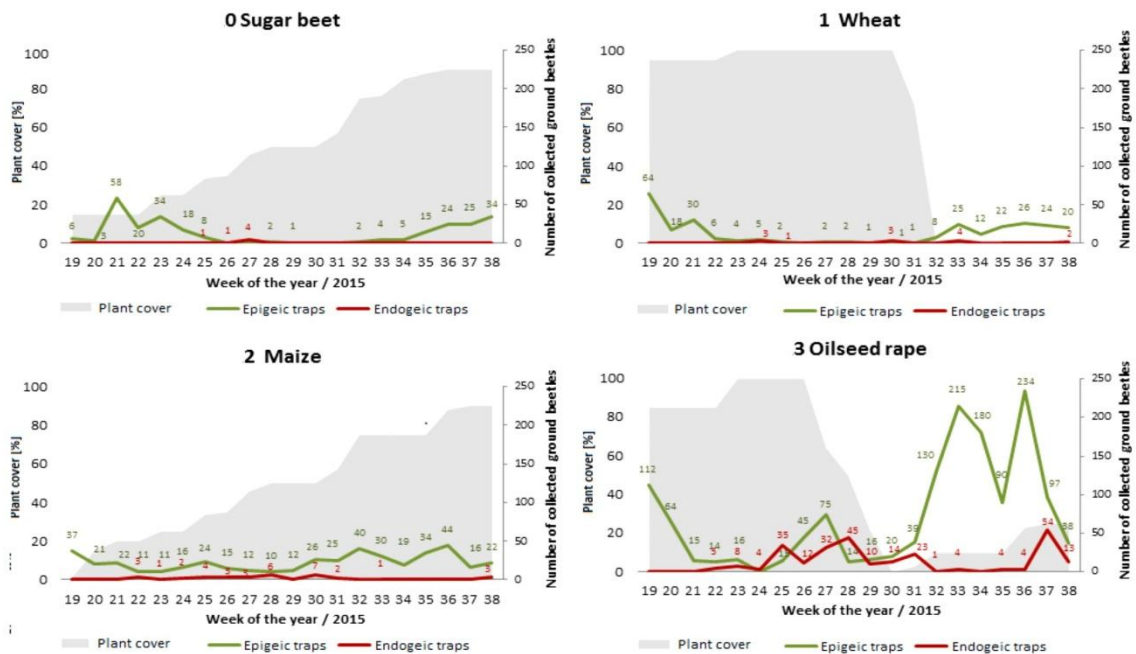 0 Sugar beet
Plant cover [%]
100
80
60
40
20
0
6 3 58 20 34 18 8 2 1 2 4 5 15 24 25 34
1 1 4
250
200
150
100
50
0
Number of collected ground beetles
19 20 21 22 23 24 25 26 27 28 29 30 31 32 33 34 35 36 37 38
Week of the year / 2015
Plant cover Epigeic traps Endogeic traps
1 Wheat
Plant cover [%]
100
80
60
40
20
0
64 18 30 6 4 5 2 2 2 1 1 1 8 25 12 22 26 24 20
3 1 3 4 2
250
200
150
100
50
0
Number of collected ground beetles
19 20 21 22 23 24 25 26 27 28 29 30 31 32 33 34 35 36 37 38
Week of the year / 2015
Plant cover Epigeic traps Endogeic traps
2 Maize
Plant cover [%]
100
80
60
40
20
0
37 21 22 11 11 16 24 15 12 10 12 26 25 40 30 19 34 44 16 22
3 1 2 4 6 7 2 1
250
200
150
100
50
0
Number of collected ground beetles
19 20 21 22 23 24 25 26 27 28 29 30 31 32 33 34 35 36 37 38
Week of the year / 2015
Plant cover Epigeic traps Endogeic traps
3 Oilseed rape
Plant cover [%]
100
80
60
40
20
0
112 64 15 14 16 45 75 14 16 20 39 130 215 180 90 234 97 38
8 4 35 12 32 45 10 14 23 1 4 4 4 54 13
250
200
150
100
50
0
Number of collected ground beetles
19 20 21 22 23 24 25 26 27 28 29 30 31 32 33 34 35 36 37 38
Week of the year / 2015
Plant cover Epigeic traps Endogeic traps